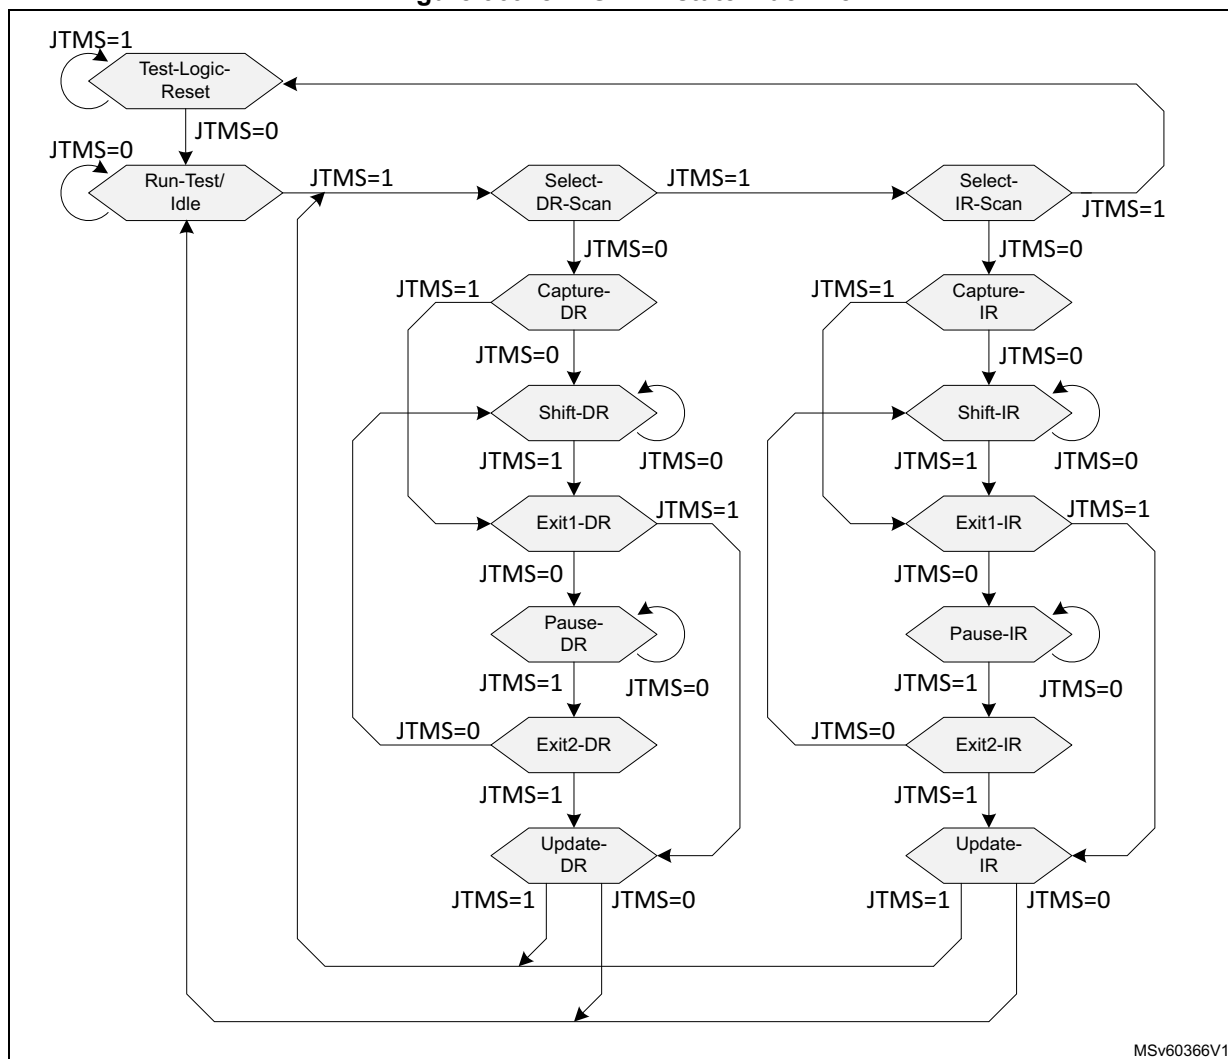 JTMS=1
Test-Logic-
Reset
JTMS=0
JTMS=0
Run-Test/
Idle
JTMS=1
Select-
DR-Scan
JTMS=1
Select-
IR-Scan
JTMS=1
JTMS=0
JTMS=0
JTMS=1
Capture-
DR
JTMS=1
Capture-
IR
JTMS=0
JTMS=0
Shift-DR
Shift-IR
JTMS=1
JTMS=0
JTMS=1
JTMS=0
Exit1-DR
JTMS=1
Exit1-IR
JTMS=1
JTMS=0
JTMS=0
Pause-
DR
Pause-IR
JTMS=1
JTMS=0
JTMS=1
JTMS=0
JTMS=0
Exit2-DR
JTMS=0
Exit2-IR
JTMS=1
JTMS=1
Update-
DR
Update-
IR
JTMS=1
JTMS=0
JTMS=1
JTMS=0
MSv60366V1